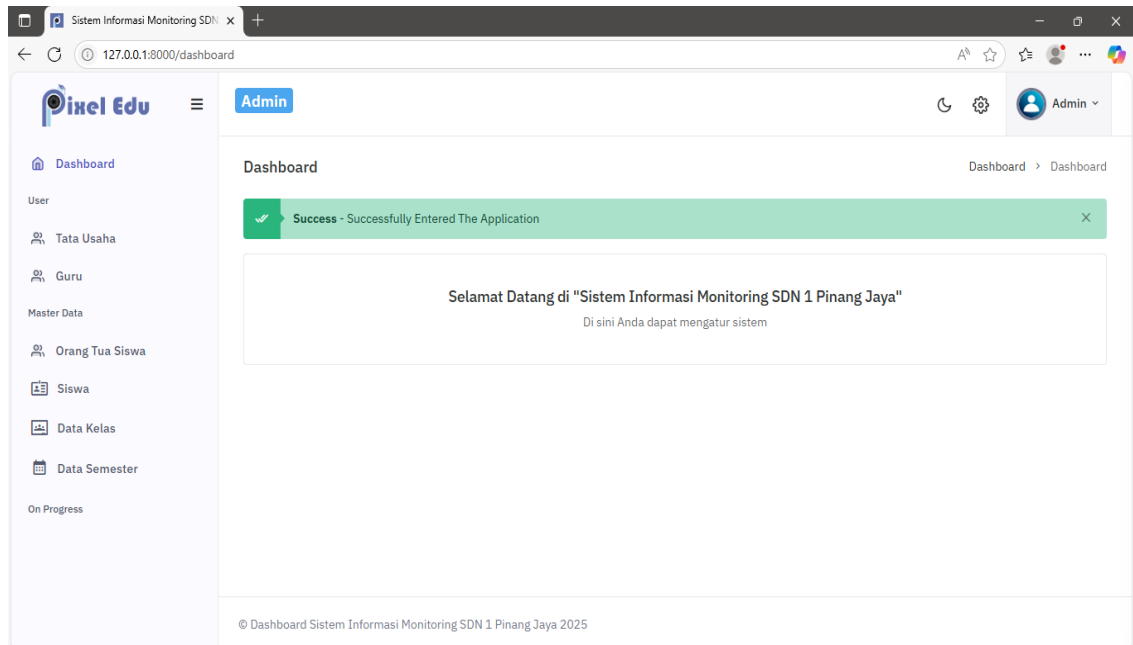 Sistem Informasi Monitoring SDN
127.0.0.1:8000/dashboard
Pixel Edu
Admin
Admin
Dashboard
User
Tata Usaha
Guru
Master Data
Orang Tua Siswa
Siswa
Data Kelas
Data Semester
On Progress
Dashboard
Dashboard > Dashboard
Success - Successfully Entered The Application
Selamat Datang di "Sistem Informasi Monitoring SDN 1 Pinang Jaya"
Di sini Anda dapat mengatur sistem
© Dashboard Sistem Informasi Monitoring SDN 1 Pinang Jaya 2025